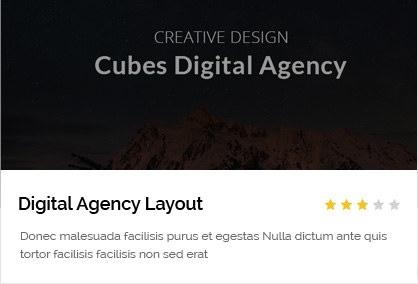 CREATIVE DESIGN
Cubes Digital Agency
Digital Agency Layout
Donec malesuada facilisis purus et egestas Nulla dictum ante quis
tortor facilisis facilisis non sed erat